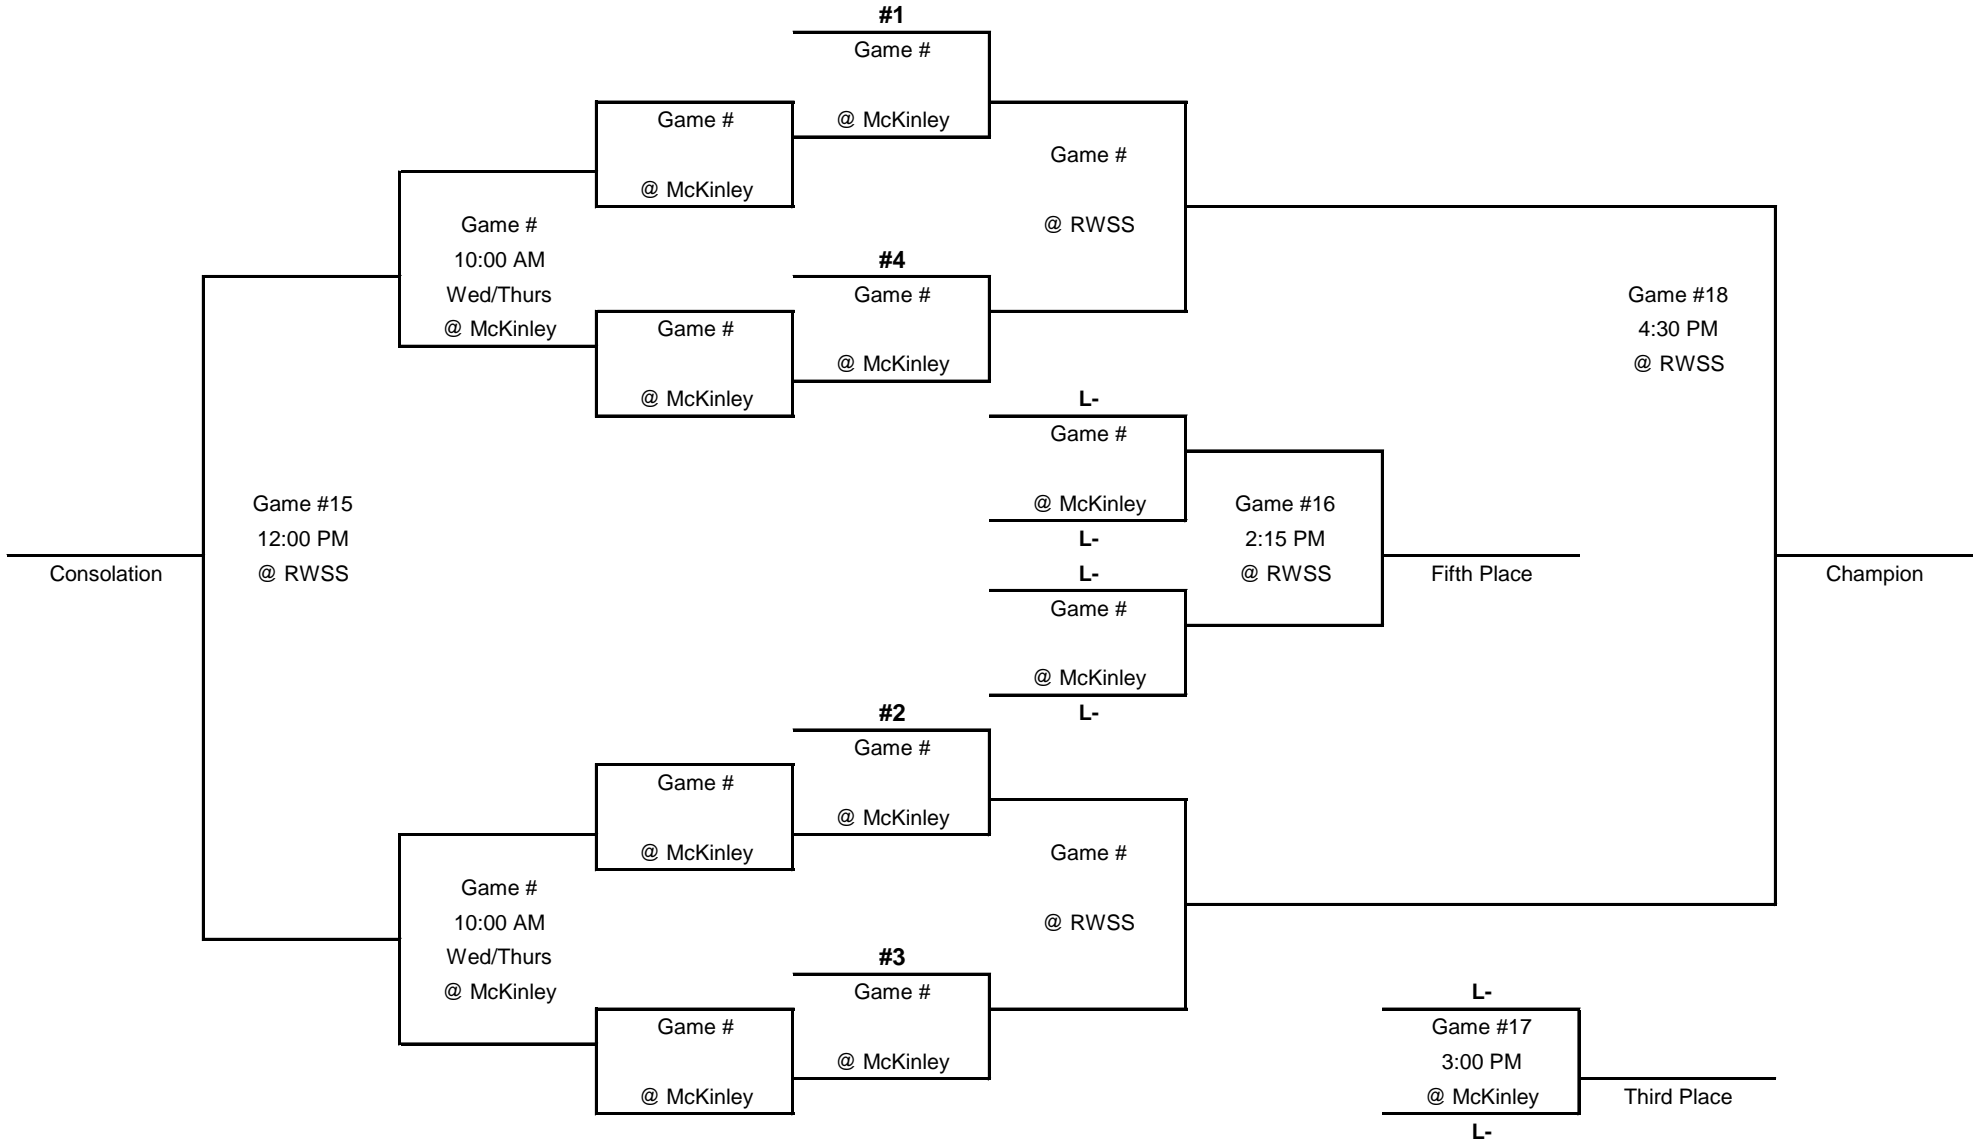 #1
Game #
@ McKinley
Game #
@ McKinley
Game #
@ RWSS
Game #
10:00 AM
Wed/Thurs
@ McKinley
#4
Game #
@ McKinley
Game #
@ McKinley
Game #18
4:30 PM
@ RWSS
L-
Game #
@ McKinley
L-
Game #15
12:00 PM
@ RWSS
Consolation
Game #16
2:15 PM
@ RWSS
Fifth Place
Champion
L-
Game #
@ McKinley
L-
#2
Game #
@ McKinley
Game #
@ McKinley
Game #
@ RWSS
Game #
10:00 AM
Wed/Thurs
@ McKinley
#3
Game #
@ McKinley
Game #
@ McKinley
L-
Game #17
3:00 PM
@ McKinley
L-
Third Place